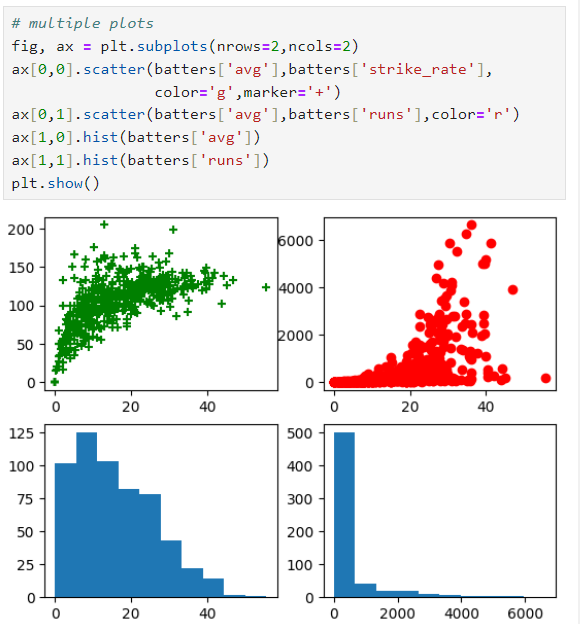 # multiple plots
fig, ax = plt.subplots(nrows=2,ncols=2)
ax[0,0].scatter(batters['avg'],batters['strike_rate'],
                color='g',marker='+')
ax[0,1].scatter(batters['avg'],batters['runs'],color='r')
ax[1,0].hist(batters['avg'])
ax[1,1].hist(batters['runs'])
plt.show()
200
150
100
50
0
0 20 40
6000
4000
2000
0
0 20 40
125
100
75
50
25
0
0 20 40
500
400
300
200
100
0
0 2000 4000 6000